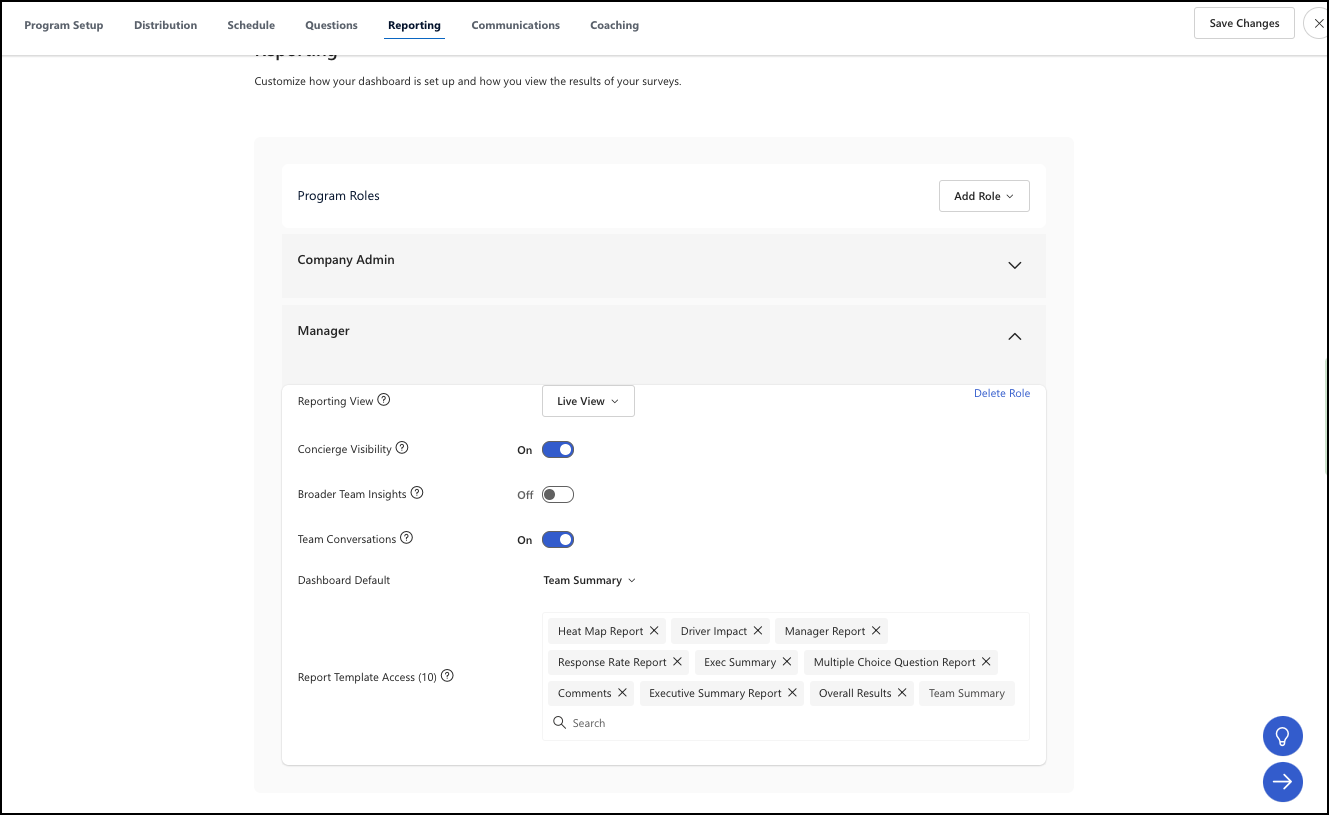 Program Setup Distribution Schedule Questions Reporting Communications Coaching Save Changes
Reporting
Customize how your dashboard is set up and how you view the results of your surveys.
Program Roles Add Role
Company Admin
Manager
Reporting View Live View Delete Role
Concierge Visibility On
Broader Team Insights Off
Team Conversations On
Dashboard Default Team Summary
Heat Map Report Driver Impact Manager Report
Response Rate Report Exec Summary Multiple Choice Question Report
Report Template Access (10)
Comments Executive Summary Report Overall Results Team Summary
Search